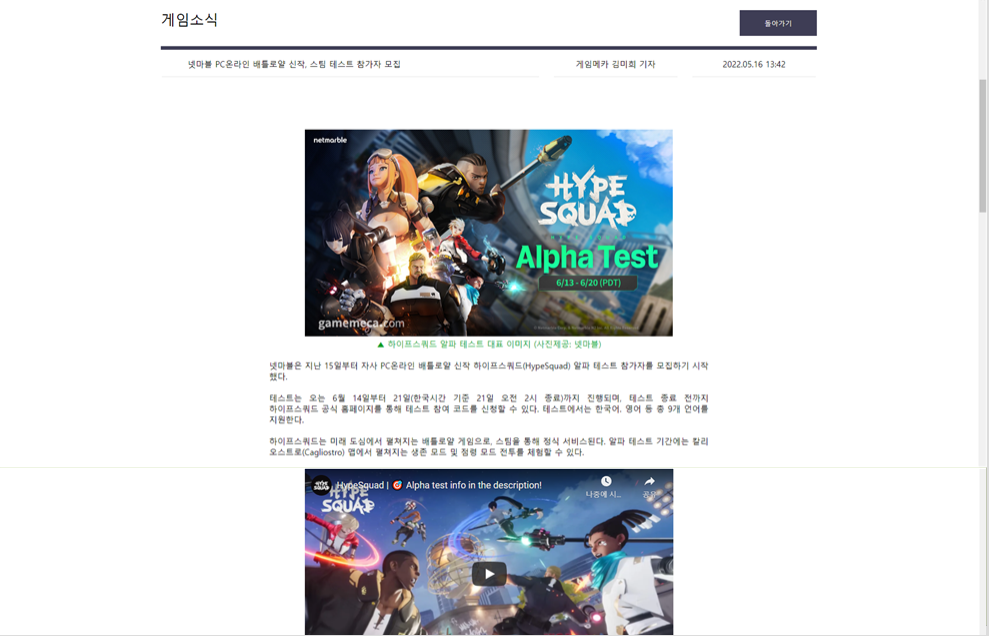 게임소식
돌아가기
넷마블 PC온라인 배틀로얄 신작, 스팀 테스트 참가자 모집
게임메카 김미희 기자
2022.05.16 13:42
netmarble
HYPE
SQUAD
Alpha Test
6/13 - 6/20 (PDT)
gamemeca.com
▲ 하이프스쿼드 알파 테스트 대표 이미지 (사진제공: 넷마블)
넷마블은 지난 15일부터 자사 PC온라인 배틀로얄 신작 하이프스쿼드(HypeSquad) 알파 테스트 참가자를 모집하기 시작
했다.
테스트는 오는 6월 14일부터 21일(한국시간 기준 21일 오전 2시 종료)까지 진행되며, 테스트 종료 전까지
하이프스쿼드 공식 홈페이지를 통해 테스트 참여 코드를 신청할 수 있다. 테스트에서는 한국어, 영어 등 총 9개 언어를
지원한다.
하이프스쿼드는 미래 도심에서 펼쳐지는 배틀로얄 게임으로, 스팀을 통해 정식 서비스된다. 알파 테스트 기간에는 칼리
오스트로(Cagliostro) 맵에서 펼쳐지는 생존 모드 및 점령 모드 전투를 체험할 수 있다.
HYPE
SQUAD
HypeSquad | 🎯 Alpha test info in the description!
나중에 시...
공유
HYPE
SQUAD